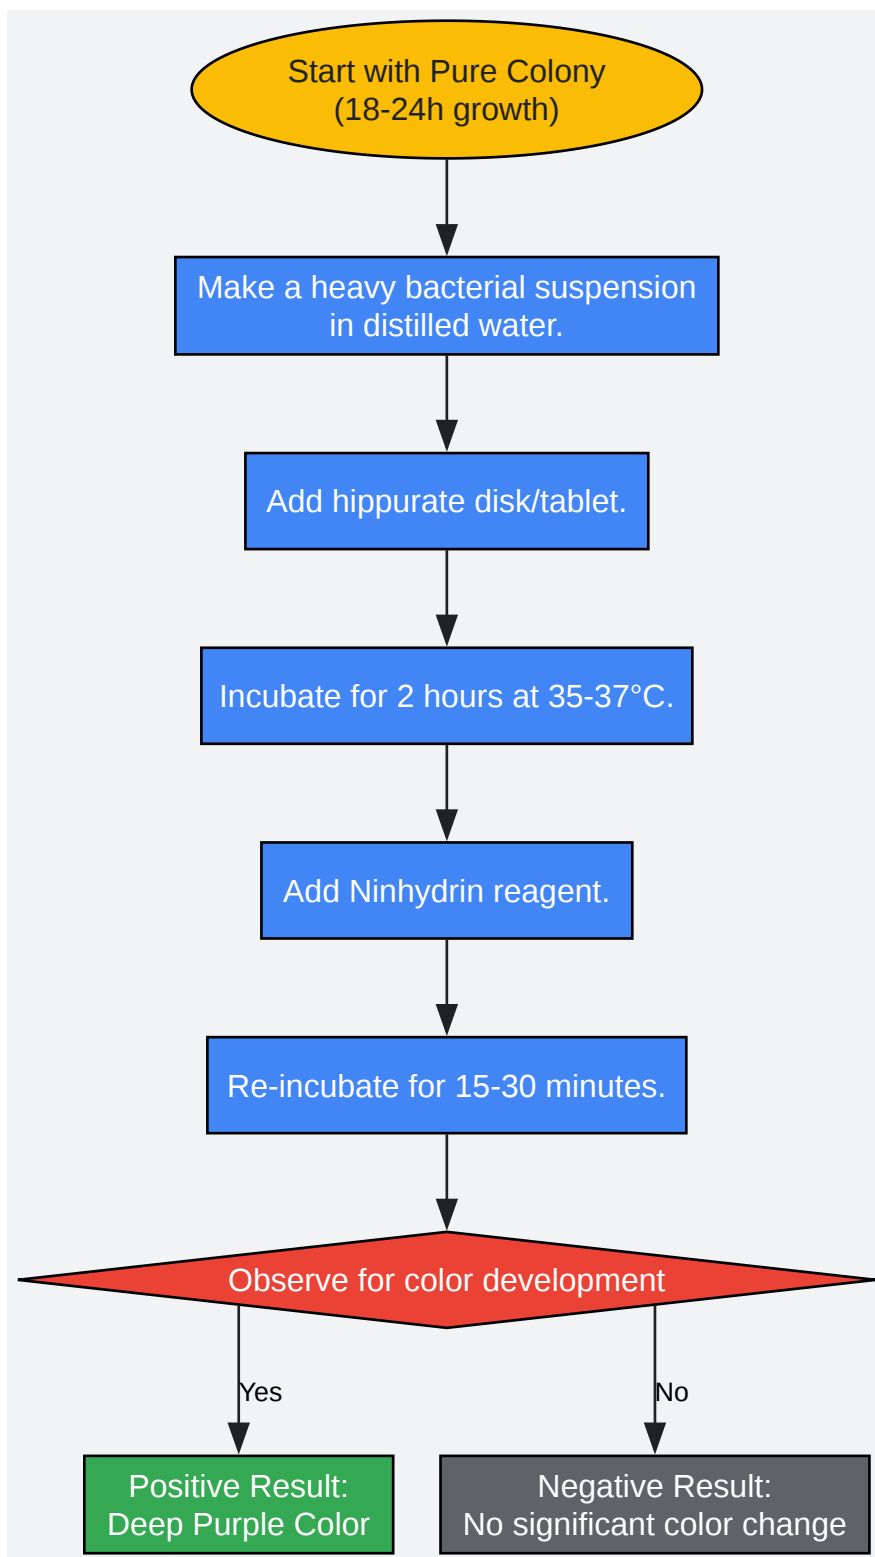 Start with Pure Colony
(18-24h growth)
Make a heavy bacterial suspension
in distilled water.
Add hippurate disk/tablet.
Incubate for 2 hours at 35-37°C.
Add Ninhydrin reagent.
Re-incubate for 15-30 minutes.
Observe for color development
Yes
No
Positive Result:
Deep Purple Color
Negative Result:
No significant color change